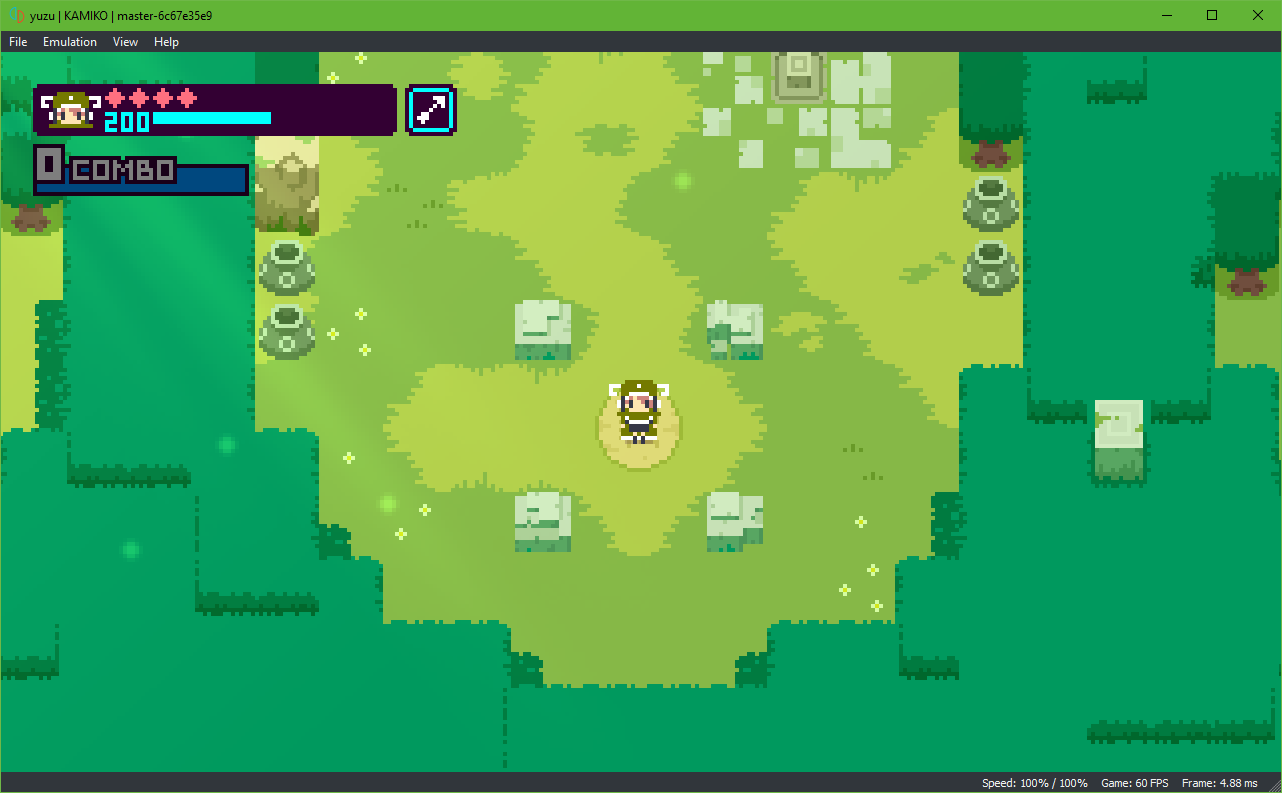 yuzu | KAMIKO | master-6c67e35e9
File Emulation View Help
200
0 COMBO
Speed: 100% / 100% Game: 60 FPS Frame: 4.88 ms